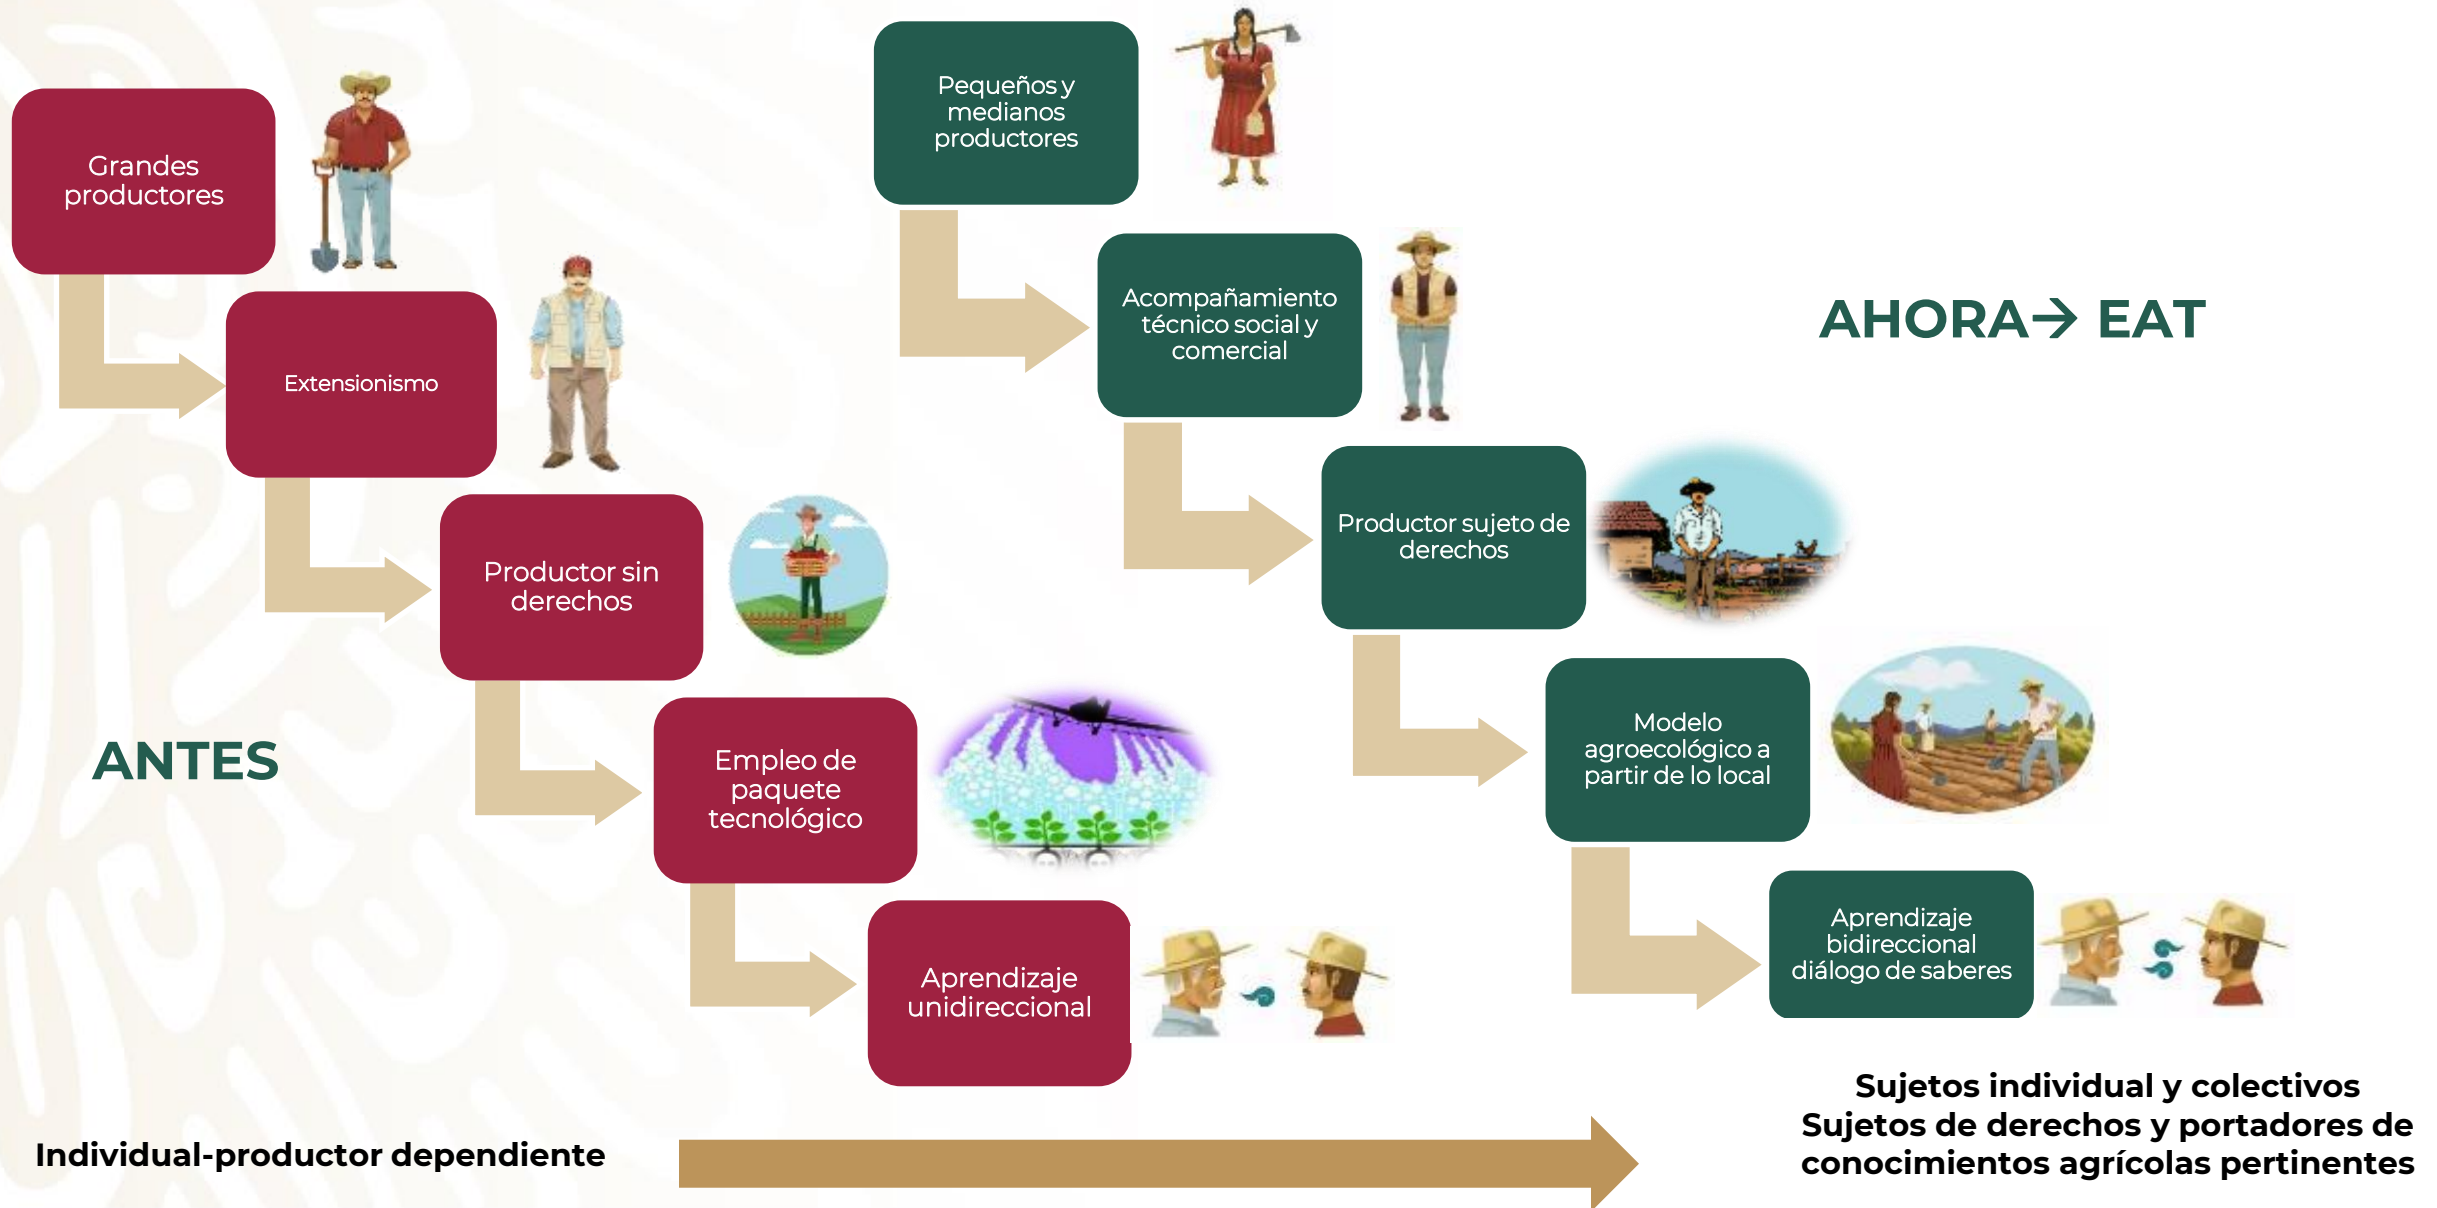 Grandes
productores
Extensionismo
Productor sin
derechos
Empleo de
paquete
tecnológico
Aprendizaje
unidireccional
ANTES
Pequeños y
medianos
productores
Acompañamiento
técnico social y
comercial
Productor sujeto de
derechos
Modelo
agroecológico a
partir de lo local
Aprendizaje
bidireccional
diálogo de saberes
AHORA→ EAT
Individual-productor dependiente
Sujetos individual y colectivos
Sujetos de derechos y portadores de
conocimientos agrícolas pertinentes